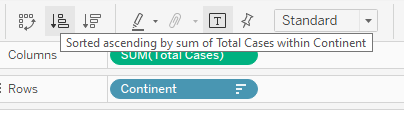 T
Standard
Sorted ascending by sum of Total Cases within Continent
Columns
SUM(Total Cases)
Rows
Continent